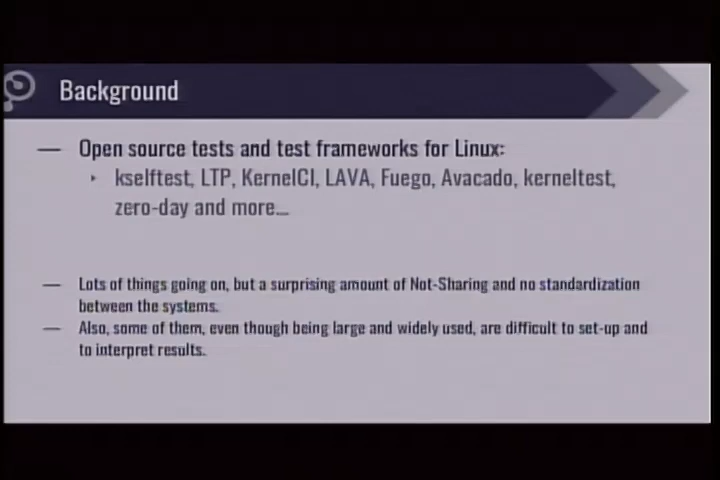 Background
— Open source tests and test frameworks for Linux:
‣ kselftest, LTP, KernelCI, LAVA, Fuego, Avacado, kerneltest,
zero-day and more...
— Lots of things going on, but a surprising amount of Not-Sharing and no standardization
between the systems.
— Also, some of them, even though being large and widely used, are difficult to set-up and
to interpret results.